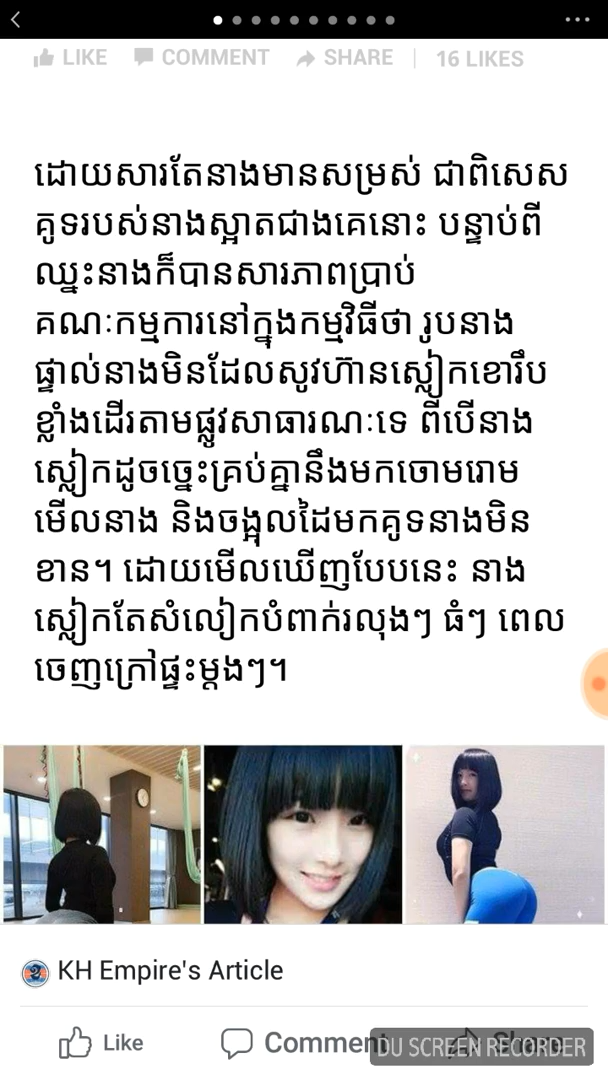 LIKE COMMENT SHARE 16 LIKES
ដោយសារតែនាងមានសម្រស់ ជាពិសេស
គូទរបស់នាងស្អាតជាងគេនោះ បន្ទាប់ពី
ឈ្នះនាងក៏បានសារភាពប្រាប់
គណៈកម្មការនៅក្នុងកម្មវិធីថា រូបនាង
ផ្ទាល់នាងមិនដែលសូវហ៊ានស្លៀកខោរឹប
ខ្លាំងដើរតាមផ្លូវសាធារណៈទេ ពីបើនាង
ស្លៀកដូចច្នេះគ្រប់គ្នានឹងមកចោមរោម
មើលនាង និងចង្អុលដៃមកគូទនាងមិន
ខាន។ ដោយមើលឃើញបែបនេះ នាង
ស្លៀកតែសំលៀកបំពាក់រលុងៗ ធំៗ ពេល
ចេញក្រៅផ្ទះម្ដងៗ។
KH Empire's Article
Like Comment Share
DU SCREEN RECORDER